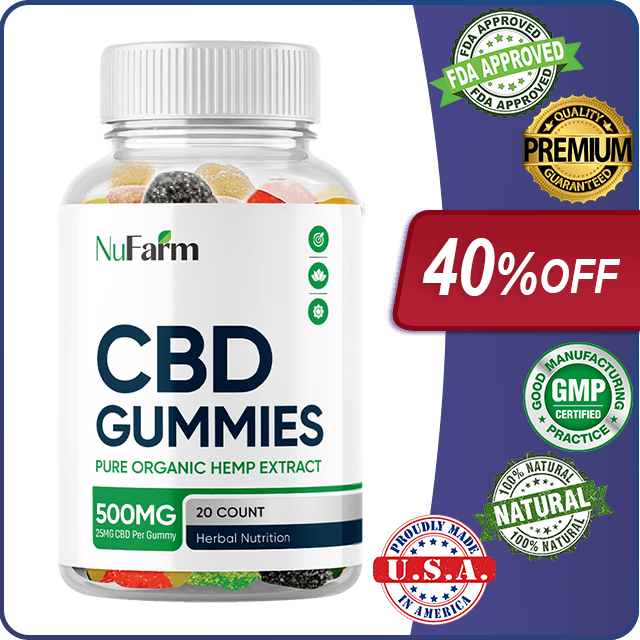 NuFarm
CBD
GUMMIES
PURE ORGANIC HEMP EXTRACT
500MG
25MG CBD Per Gummy
20 COUNT
Herbal Nutrition
FDA APPROVED
FDA APPROVED
FDA APPROVED
QUALITY
PREMIUM
GUARANTEED
40%OFF
GOOD MANUFACTURING
GMP
CERTIFIED
PRACTICE
100% NATURAL
NATURAL
100% NATURAL
PROUDLY MADE
U.S.A.
IN AMERICA